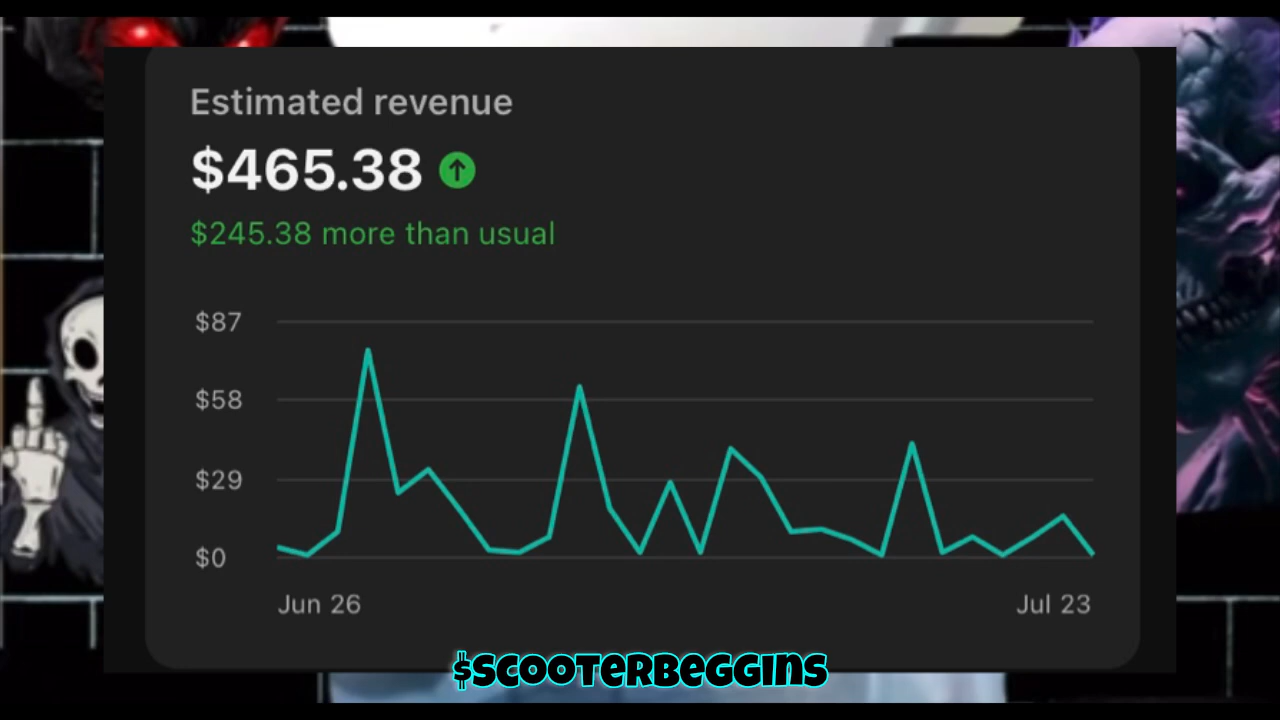 Estimated revenue
$465.38
$245.38 more than usual
$87
$58
$29
$0
Jun 26 Jul 23
$SCOOTERBEGGINS